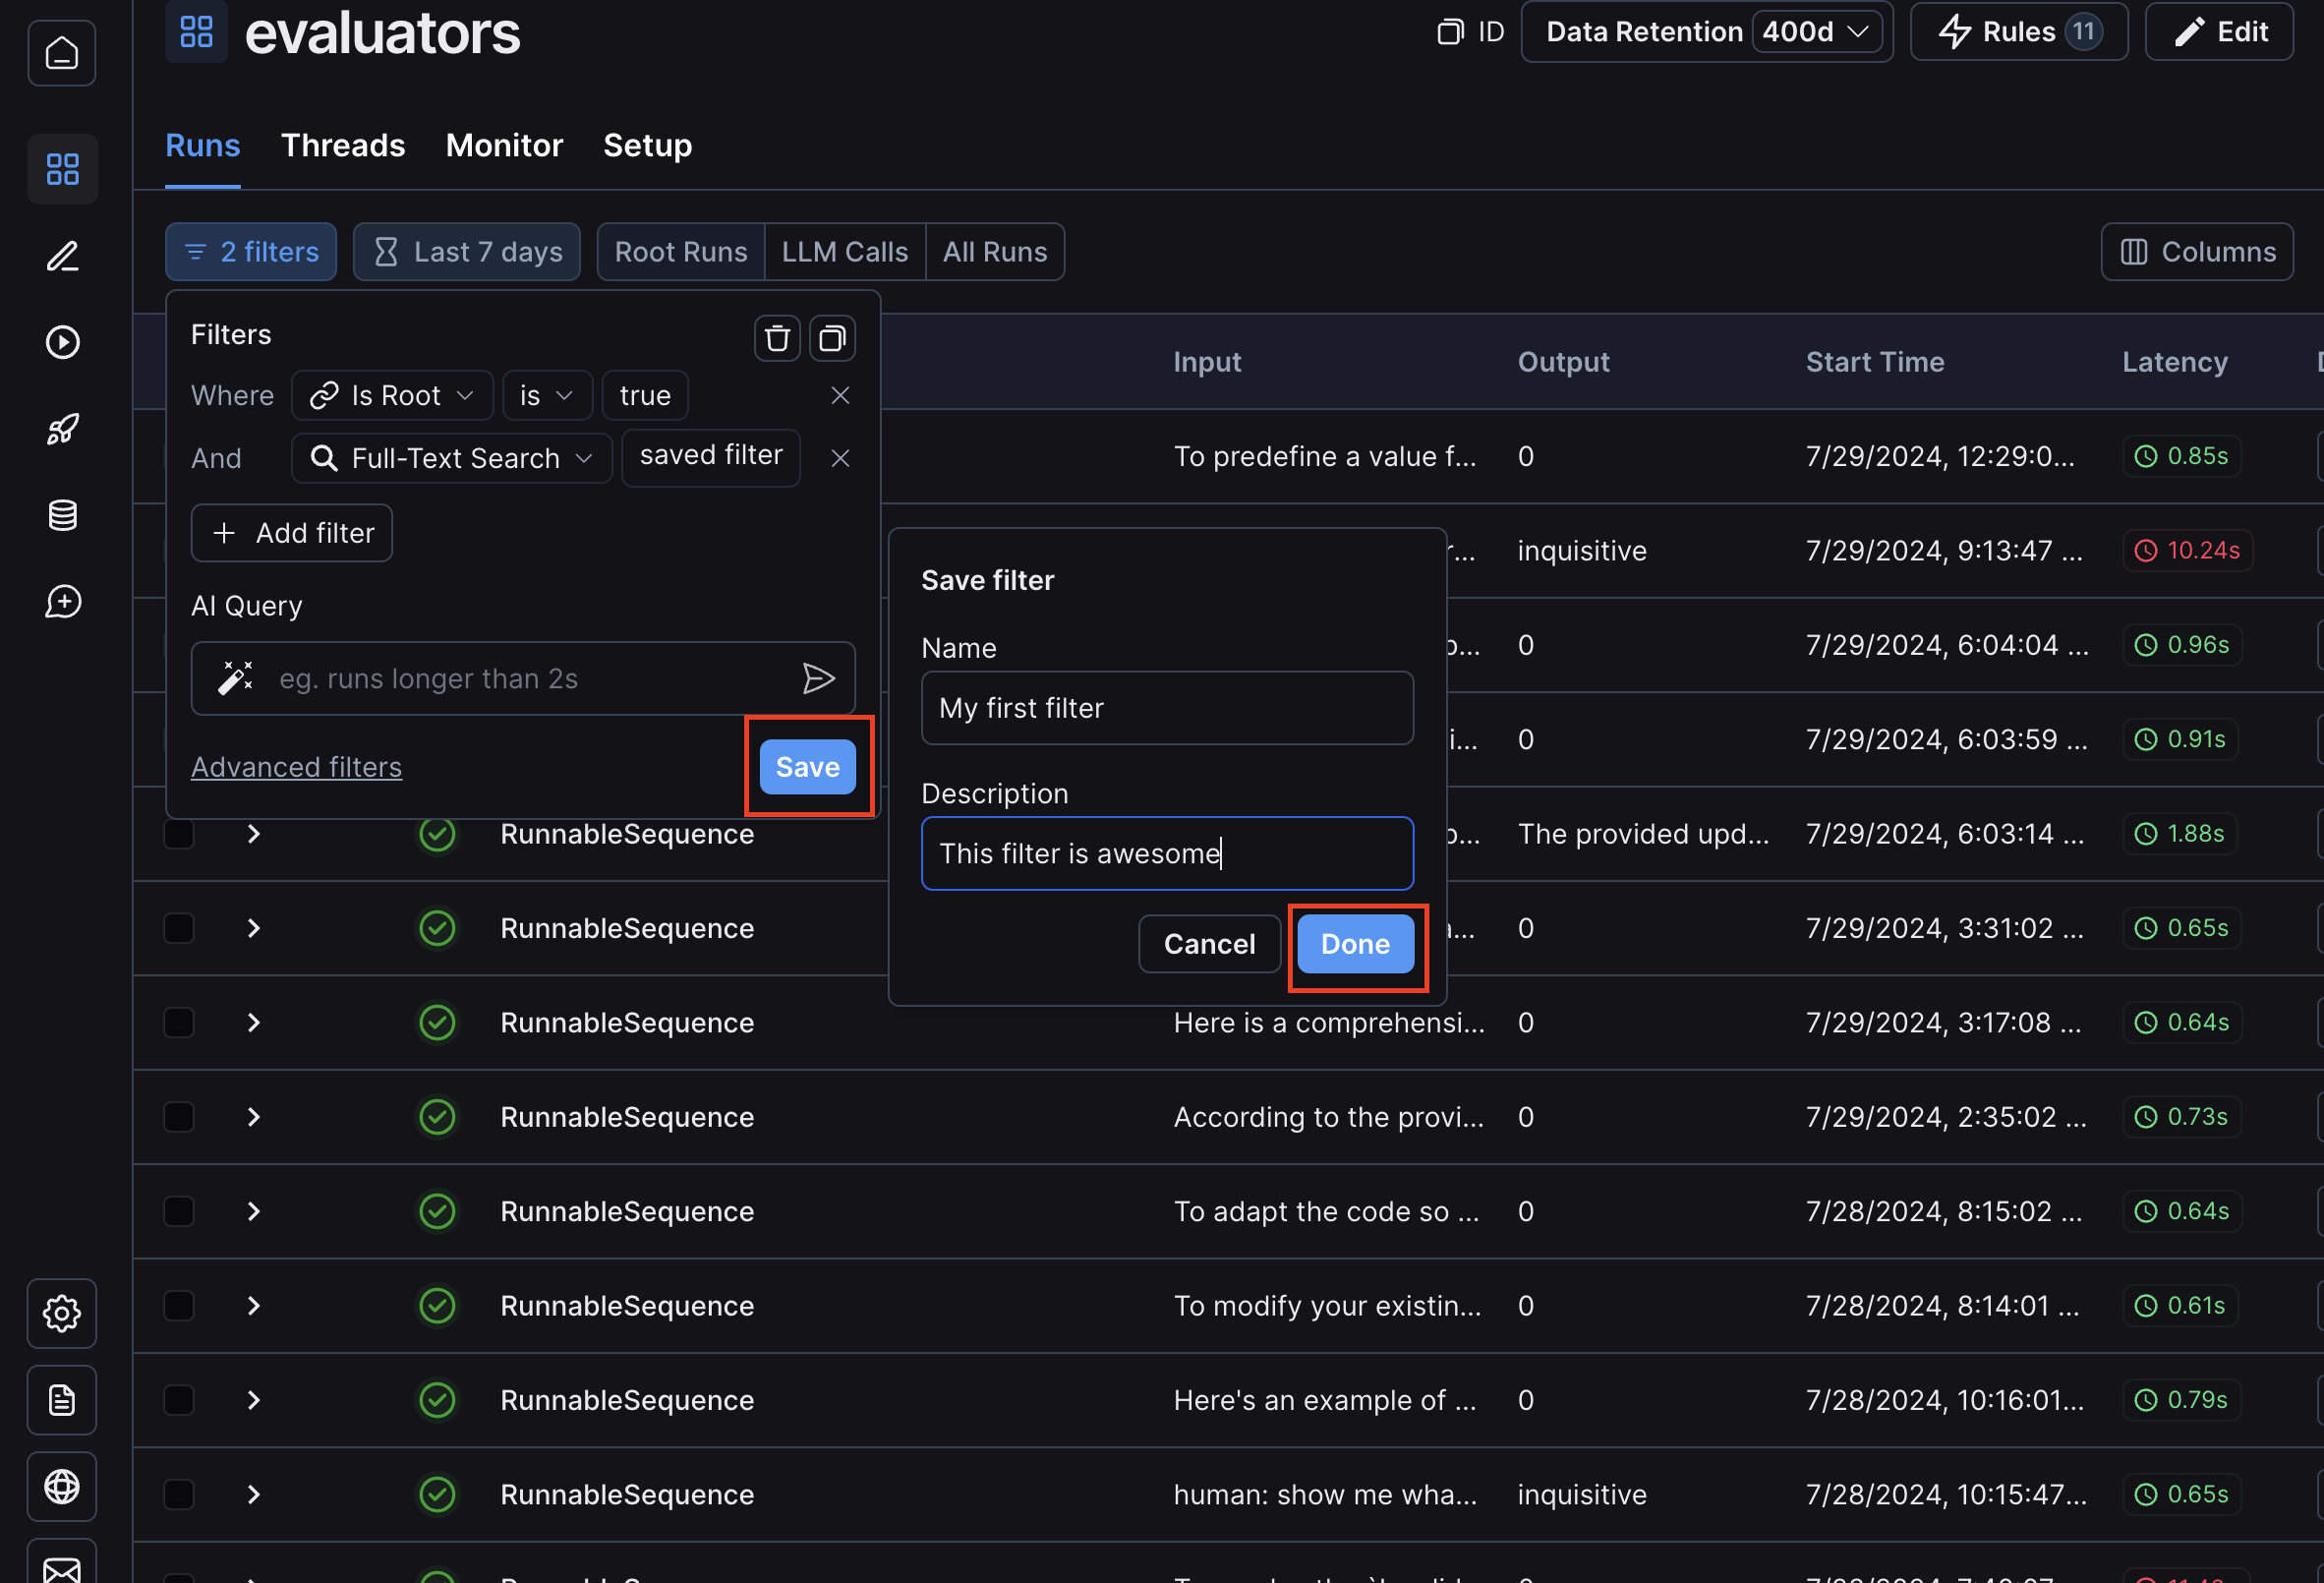 evaluators
ID
Data Retention 400d
Rules 11
Edit
Runs Threads Monitor Setup
2 filters Last 7 days Root Runs LLM Calls All Runs Columns
Filters
Where Is Root is true
And Full-Text Search saved filter
Add filter
AI Query
eg. runs longer than 2s
Advanced filters Save
Save filter
Name
My first filter
Description
This filter is awesome
Cancel Done
Input Output Start Time Latency
To predefine a value f... 0 7/29/2024, 12:29:0... 0.85s
inquisitive 7/29/2024, 9:13:47 ... 10.24s
0 7/29/2024, 6:04:04 ... 0.96s
0 7/29/2024, 6:03:59 ... 0.91s
RunnableSequence The provided upd... 7/29/2024, 6:03:14 ... 1.88s
RunnableSequence 0 7/29/2024, 3:31:02 ... 0.65s
RunnableSequence Here is a comprehensi... 0 7/29/2024, 3:17:08 ... 0.64s
RunnableSequence According to the provi... 0 7/29/2024, 2:35:02 ... 0.73s
RunnableSequence To adapt the code so ... 0 7/28/2024, 8:15:02 ... 0.64s
RunnableSequence To modify your existin... 0 7/28/2024, 8:14:01 ... 0.61s
RunnableSequence Here's an example of ... 0 7/28/2024, 10:16:01... 0.79s
RunnableSequence human: show me wha... inquisitive 7/28/2024, 10:15:47... 0.65s